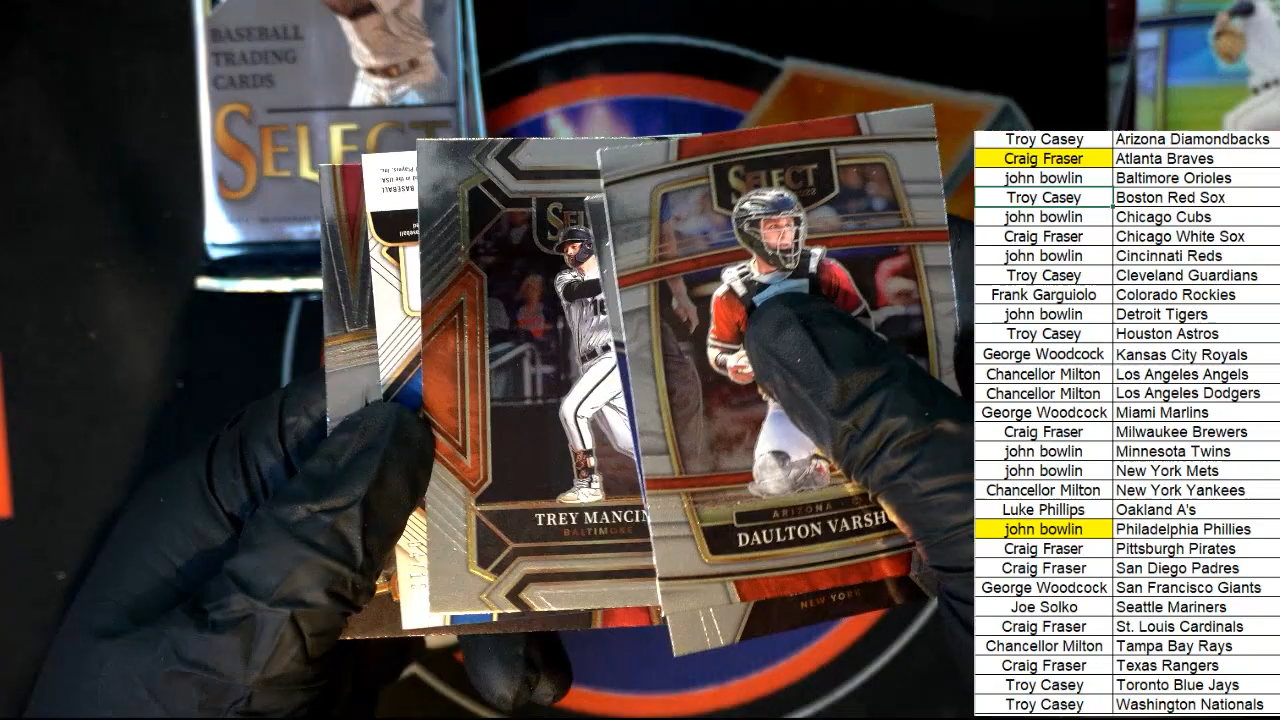 BASEBALL
TRADING
CARDS
SELECT
BASEBALL
SELECT
TREY MANCIN
BALTIMORE
ARIZONA
DAULTON VARSH
NEW YORK
Troy Casey Arizona Diamondbacks
Craig Fraser Atlanta Braves
john bowlin Baltimore Orioles
Troy Casey Boston Red Sox
john bowlin Chicago Cubs
Craig Fraser Chicago White Sox
john bowlin Cincinnati Reds
Troy Casey Cleveland Guardians
Frank Garguiolo Colorado Rockies
john bowlin Detroit Tigers
Troy Casey Houston Astros
George Woodcock Kansas City Royals
Chancellor Milton Los Angeles Angels
Chancellor Milton Los Angeles Dodgers
George Woodcock Miami Marlins
Craig Fraser Milwaukee Brewers
john bowlin Minnesota Twins
john bowlin New York Mets
Chancellor Milton New York Yankees
Luke Phillips Oakland A's
john bowlin Philadelphia Phillies
Craig Fraser Pittsburgh Pirates
Craig Fraser San Diego Padres
George Woodcock San Francisco Giants
Joe Solko Seattle Mariners
Craig Fraser St. Louis Cardinals
Chancellor Milton Tampa Bay Rays
Craig Fraser Texas Rangers
Troy Casey Toronto Blue Jays
Troy Casey Washington Nationals